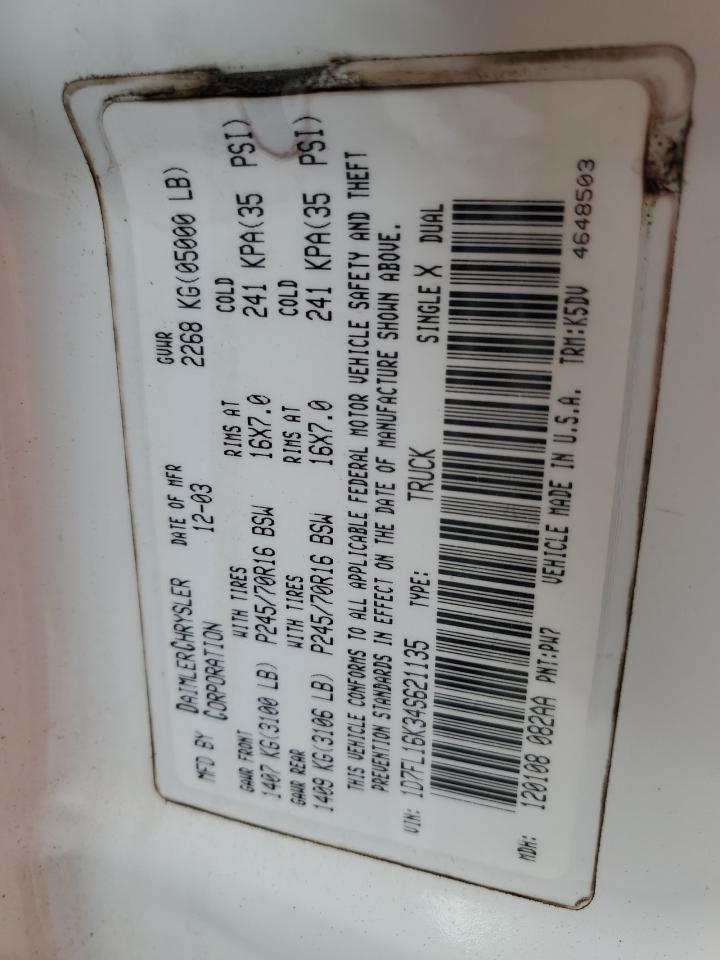 MFD BY DAIMLERCHRYSLER CORPORATION DATE OF MFR 12-03 GVWR 2268 KG(05000 LB)
GAWR FRONT WITH TIRES RIMS AT COLD
1407 KG(3100 LB) P245/70R16 BSW 16X7.0 241 KPA(35 PSI)
GAWR REAR WITH TIRES RIMS AT COLD
1409 KG(3106 LB) P245/70R16 BSW 16X7.0 241 KPA(35 PSI)
THIS VEHICLE CONFORMS TO ALL APPLICABLE FEDERAL MOTOR VEHICLE SAFETY AND THEFT
PREVENTION STANDARDS IN EFFECT ON THE DATE OF MANUFACTURE SHOWN ABOVE.
VIN: 1D7FL16K34S621135 TYPE: TRUCK SINGLE X DUAL
MDH: 120108 082AA PNT:PW7 VEHICLE MADE IN U.S.A. TRM:K5DV 4648503